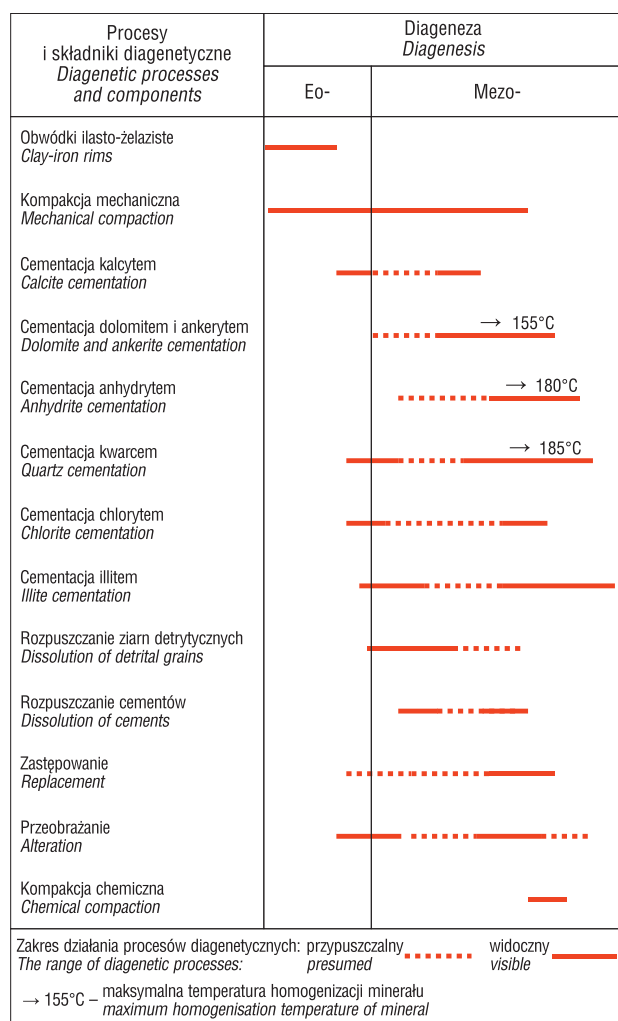 Procesy
i składniki diagenetyczne
Diagenetic processes
and components
Diageneza
Diagenesis
Eo-
Mezo-
Obwódki ilasto-żelaziste
Clay-iron rims
Kompakcja mechaniczna
Mechanical compaction
Cementacja kalcytem
Calcite cementation
Cementacja dolomitem i ankerytem
Dolomite and ankerite cementation
→ 155°C
Cementacja anhydrytem
Anhydrite cementation
→ 180°C
Cementacja kwarcem
Quartz cementation
→ 185°C
Cementacja chlorytem
Chlorite cementation
Cementacja illitem
Illite cementation
Rozpuszczanie ziarn detrytycznych
Dissolution of detrital grains
Rozpuszczanie cementów
Dissolution of cements
Zastępowanie
Replacement
Przeobrażanie
Alteration
Kompakcja chemiczna
Chemical compaction
Zakres działania procesów diagenetycznych: przypuszczalny widoczny
The range of diagenetic processes: presumed visible
→ 155°C – maksymalna temperatura homogenizacji minerału
maximum homogenisation temperature of mineral